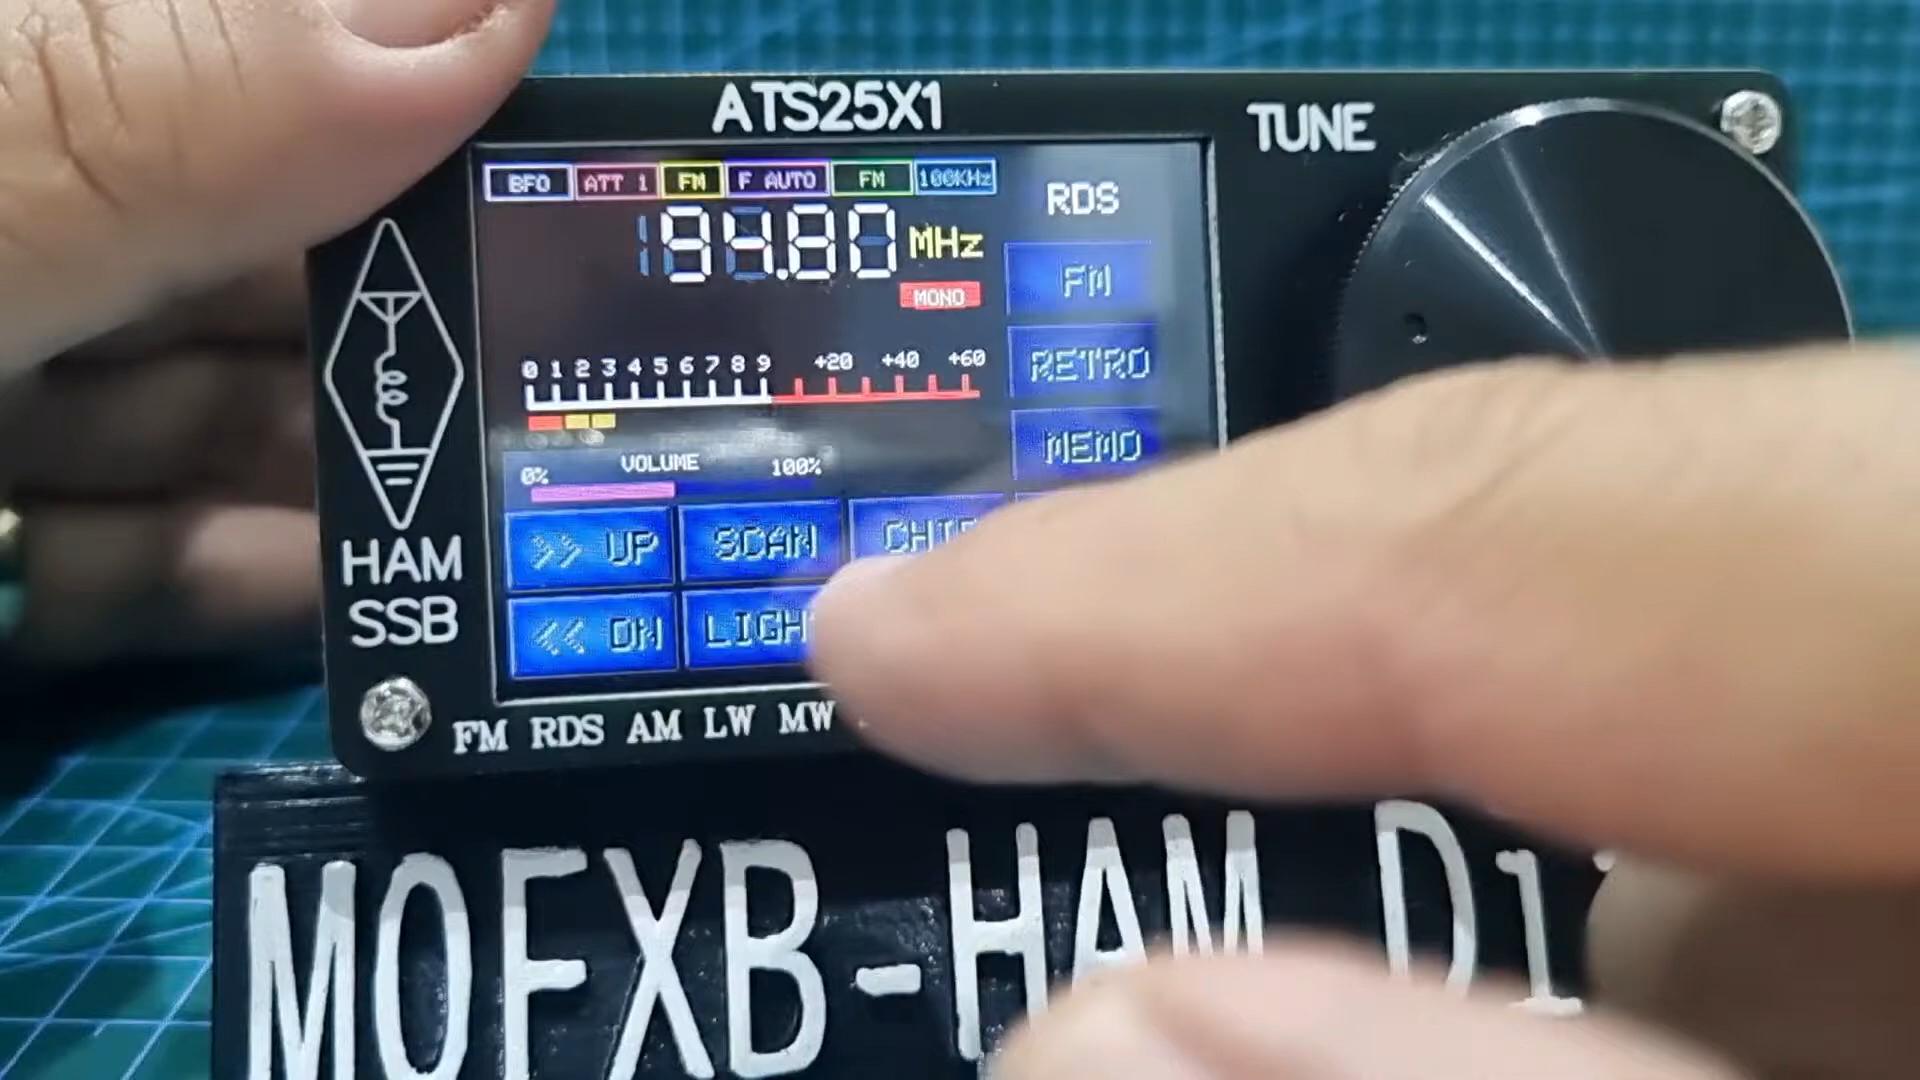 ATS25X1
TUNE
BFO ATT 1 FM F AUTO FM 100KHz
RDS
94.80 MHz
FM
MONO
RETRO
0 1 2 3 4 5 6 7 8 9 +20 +40 +60
MEMO
0% VOLUME 100%
>> UP SCAN
<< DN
HAM
SSB
FM RDS AM LW MW
M0FXB-HAM